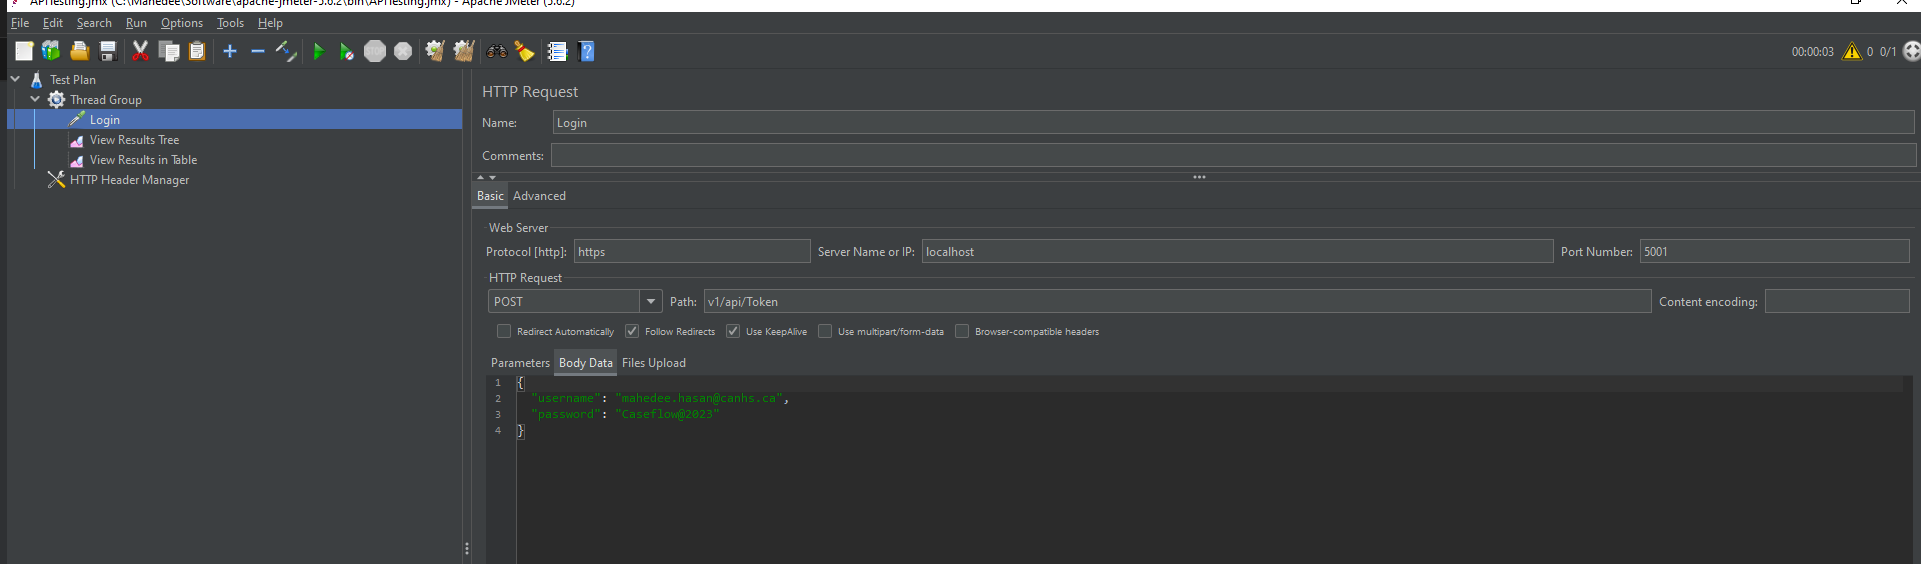 APITesting.jmx (C:\Mahedee\Software\apache-jmeter-5.6.2\bin\APITesting.jmx) - Apache JMeter (5.6.2)
File Edit Search Run Options Tools Help
00:00:03 0 0/1
Test Plan
Thread Group
Login
View Results Tree
View Results in Table
HTTP Header Manager
HTTP Request
Name: Login
Comments:
Basic Advanced
Web Server
Protocol [http]: https Server Name or IP: localhost Port Number: 5001
HTTP Request
POST Path: v1/api/Token Content encoding:
Redirect Automatically Follow Redirects Use KeepAlive Use multipart/form-data Browser-compatible headers
Parameters Body Data Files Upload
1 {
2 "username": "mahedee.hasan@canhs.ca",
3 "password": "Caseflow@2023"
4 }